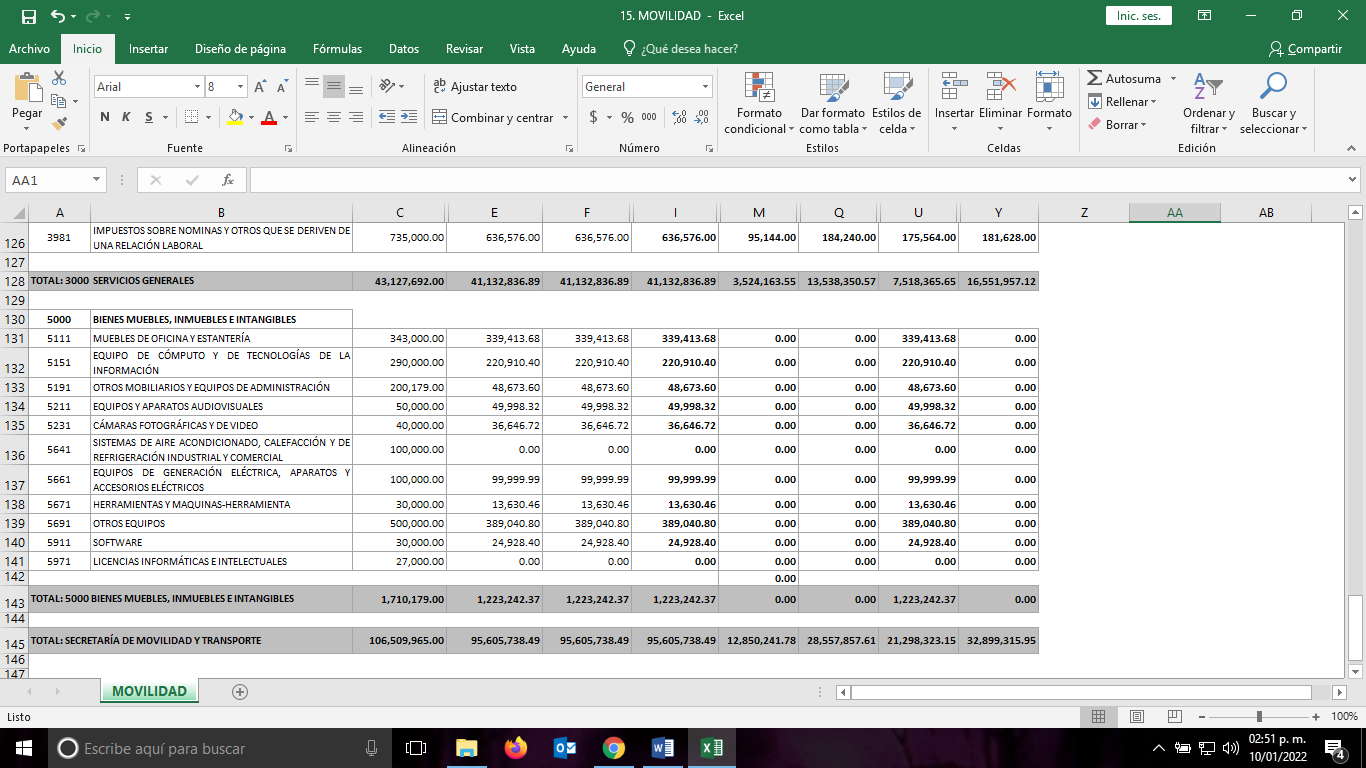 15. MOVILIDAD - Excel
Inic. ses.
Archivo Inicio Insertar Diseño de página Fórmulas Datos Revisar Vista Ayuda ¿Qué desea hacer? Compartir
Pegar
Arial 8 A A
N K S A
ab Ajustar texto
Combinar y centrar
General
$ % 000
Formato condicional
Dar formato como tabla
Estilos de celda
Insertar Eliminar Formato
Autosuma
Rellenar
Borrar
Ordenar y filtrar
Buscar y seleccionar
Portapapeles Fuente Alineación Número Estilos Celdas Edición
AA1 fx
A B C E F I M Q U Y Z AA AB
126 3981 IMPUESTOS SOBRE NOMINAS Y OTROS QUE SE DERIVEN DE UNA RELACIÓN LABORAL 735,000.00 636,576.00 636,576.00 636,576.00 95,144.00 184,240.00 175,564.00 181,628.00
127
128 TOTAL: 3000 SERVICIOS GENERALES 43,127,692.00 41,132,836.89 41,132,836.89 41,132,836.89 3,524,163.55 13,538,350.57 7,518,365.65 16,551,957.12
129
130 5000 BIENES MUEBLES, INMUEBLES E INTANGIBLES
131 5111 MUEBLES DE OFICINA Y ESTANTERÍA 343,000.00 339,413.68 339,413.68 339,413.68 0.00 0.00 339,413.68 0.00
132 5151 EQUIPO DE CÓMPUTO Y DE TECNOLOGÍAS DE LA INFORMACIÓN 290,000.00 220,910.40 220,910.40 220,910.40 0.00 0.00 220,910.40 0.00
133 5191 OTROS MOBILIARIOS Y EQUIPOS DE ADMINISTRACIÓN 200,179.00 48,673.60 48,673.60 48,673.60 0.00 0.00 48,673.60 0.00
134 5211 EQUIPOS Y APARATOS AUDIOVISUALES 50,000.00 49,998.32 49,998.32 49,998.32 0.00 0.00 49,998.32 0.00
135 5231 CÁMARAS FOTOGRÁFICAS Y DE VIDEO 40,000.00 36,646.72 36,646.72 36,646.72 0.00 0.00 36,646.72 0.00
136 5641 SISTEMAS DE AIRE ACONDICIONADO, CALEFACCIÓN Y DE REFRIGERACIÓN INDUSTRIAL Y COMERCIAL 100,000.00 0.00 0.00 0.00 0.00 0.00 0.00 0.00
137 5661 EQUIPOS DE GENERACIÓN ELÉCTRICA, APARATOS Y ACCESORIOS ELÉCTRICOS 100,000.00 99,999.99 99,999.99 99,999.99 0.00 0.00 99,999.99 0.00
138 5671 HERRAMIENTAS Y MAQUINAS-HERRAMIENTA 30,000.00 13,630.46 13,630.46 13,630.46 0.00 0.00 13,630.46 0.00
139 5691 OTROS EQUIPOS 500,000.00 389,040.80 389,040.80 389,040.80 0.00 0.00 389,040.80 0.00
140 5911 SOFTWARE 30,000.00 24,928.40 24,928.40 24,928.40 0.00 0.00 24,928.40 0.00
141 5971 LICENCIAS INFORMÁTICAS E INTELECTUALES 27,000.00 0.00 0.00 0.00 0.00 0.00 0.00 0.00
142 0.00
143 TOTAL: 5000 BIENES MUEBLES, INMUEBLES E INTANGIBLES 1,710,179.00 1,223,242.37 1,223,242.37 1,223,242.37 0.00 0.00 1,223,242.37 0.00
144
145 TOTAL: SECRETARÍA DE MOVILIDAD Y TRANSPORTE 106,509,965.00 95,605,738.49 95,605,738.49 95,605,738.49 12,850,241.78 28,557,857.61 21,298,323.15 32,899,315.95
146
147
MOVILIDAD
Listo 100%
Escribe aquí para buscar
02:51 p. m.
10/01/2022
4